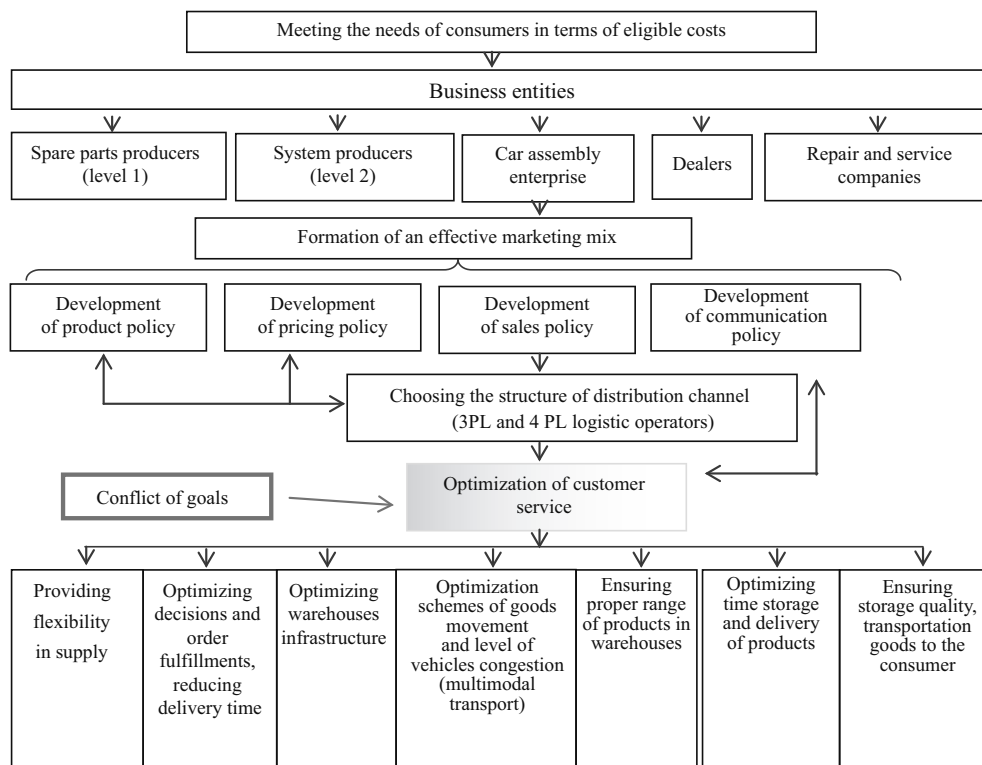 Meeting the needs of consumers in terms of eligible costs
Business entities
Spare parts producers
(level 1)
System producers
(level 2)
Car assembly
enterprise
Dealers
Repair and service
companies
Formation of an effective marketing mix
Development
of product policy
Development
of pricing policy
Development
of sales policy
Development
of communication
policy
Choosing the structure of distribution channel
(3PL and 4 PL logistic operators)
Conflict of goals
Optimization of customer
service
Providing
flexibility
in supply
Optimizing
decisions and
order
fulfillments,
reducing
delivery time
Optimizing
warehouses
infrastructure
Optimization
schemes of goods
movement
and level of
vehicles congestion
(multimodal
transport)
Ensuring
proper range
of products in
warehouses
Optimizing
time storage
and delivery
of products
Ensuring
storage quality,
transportation
goods to the
consumer